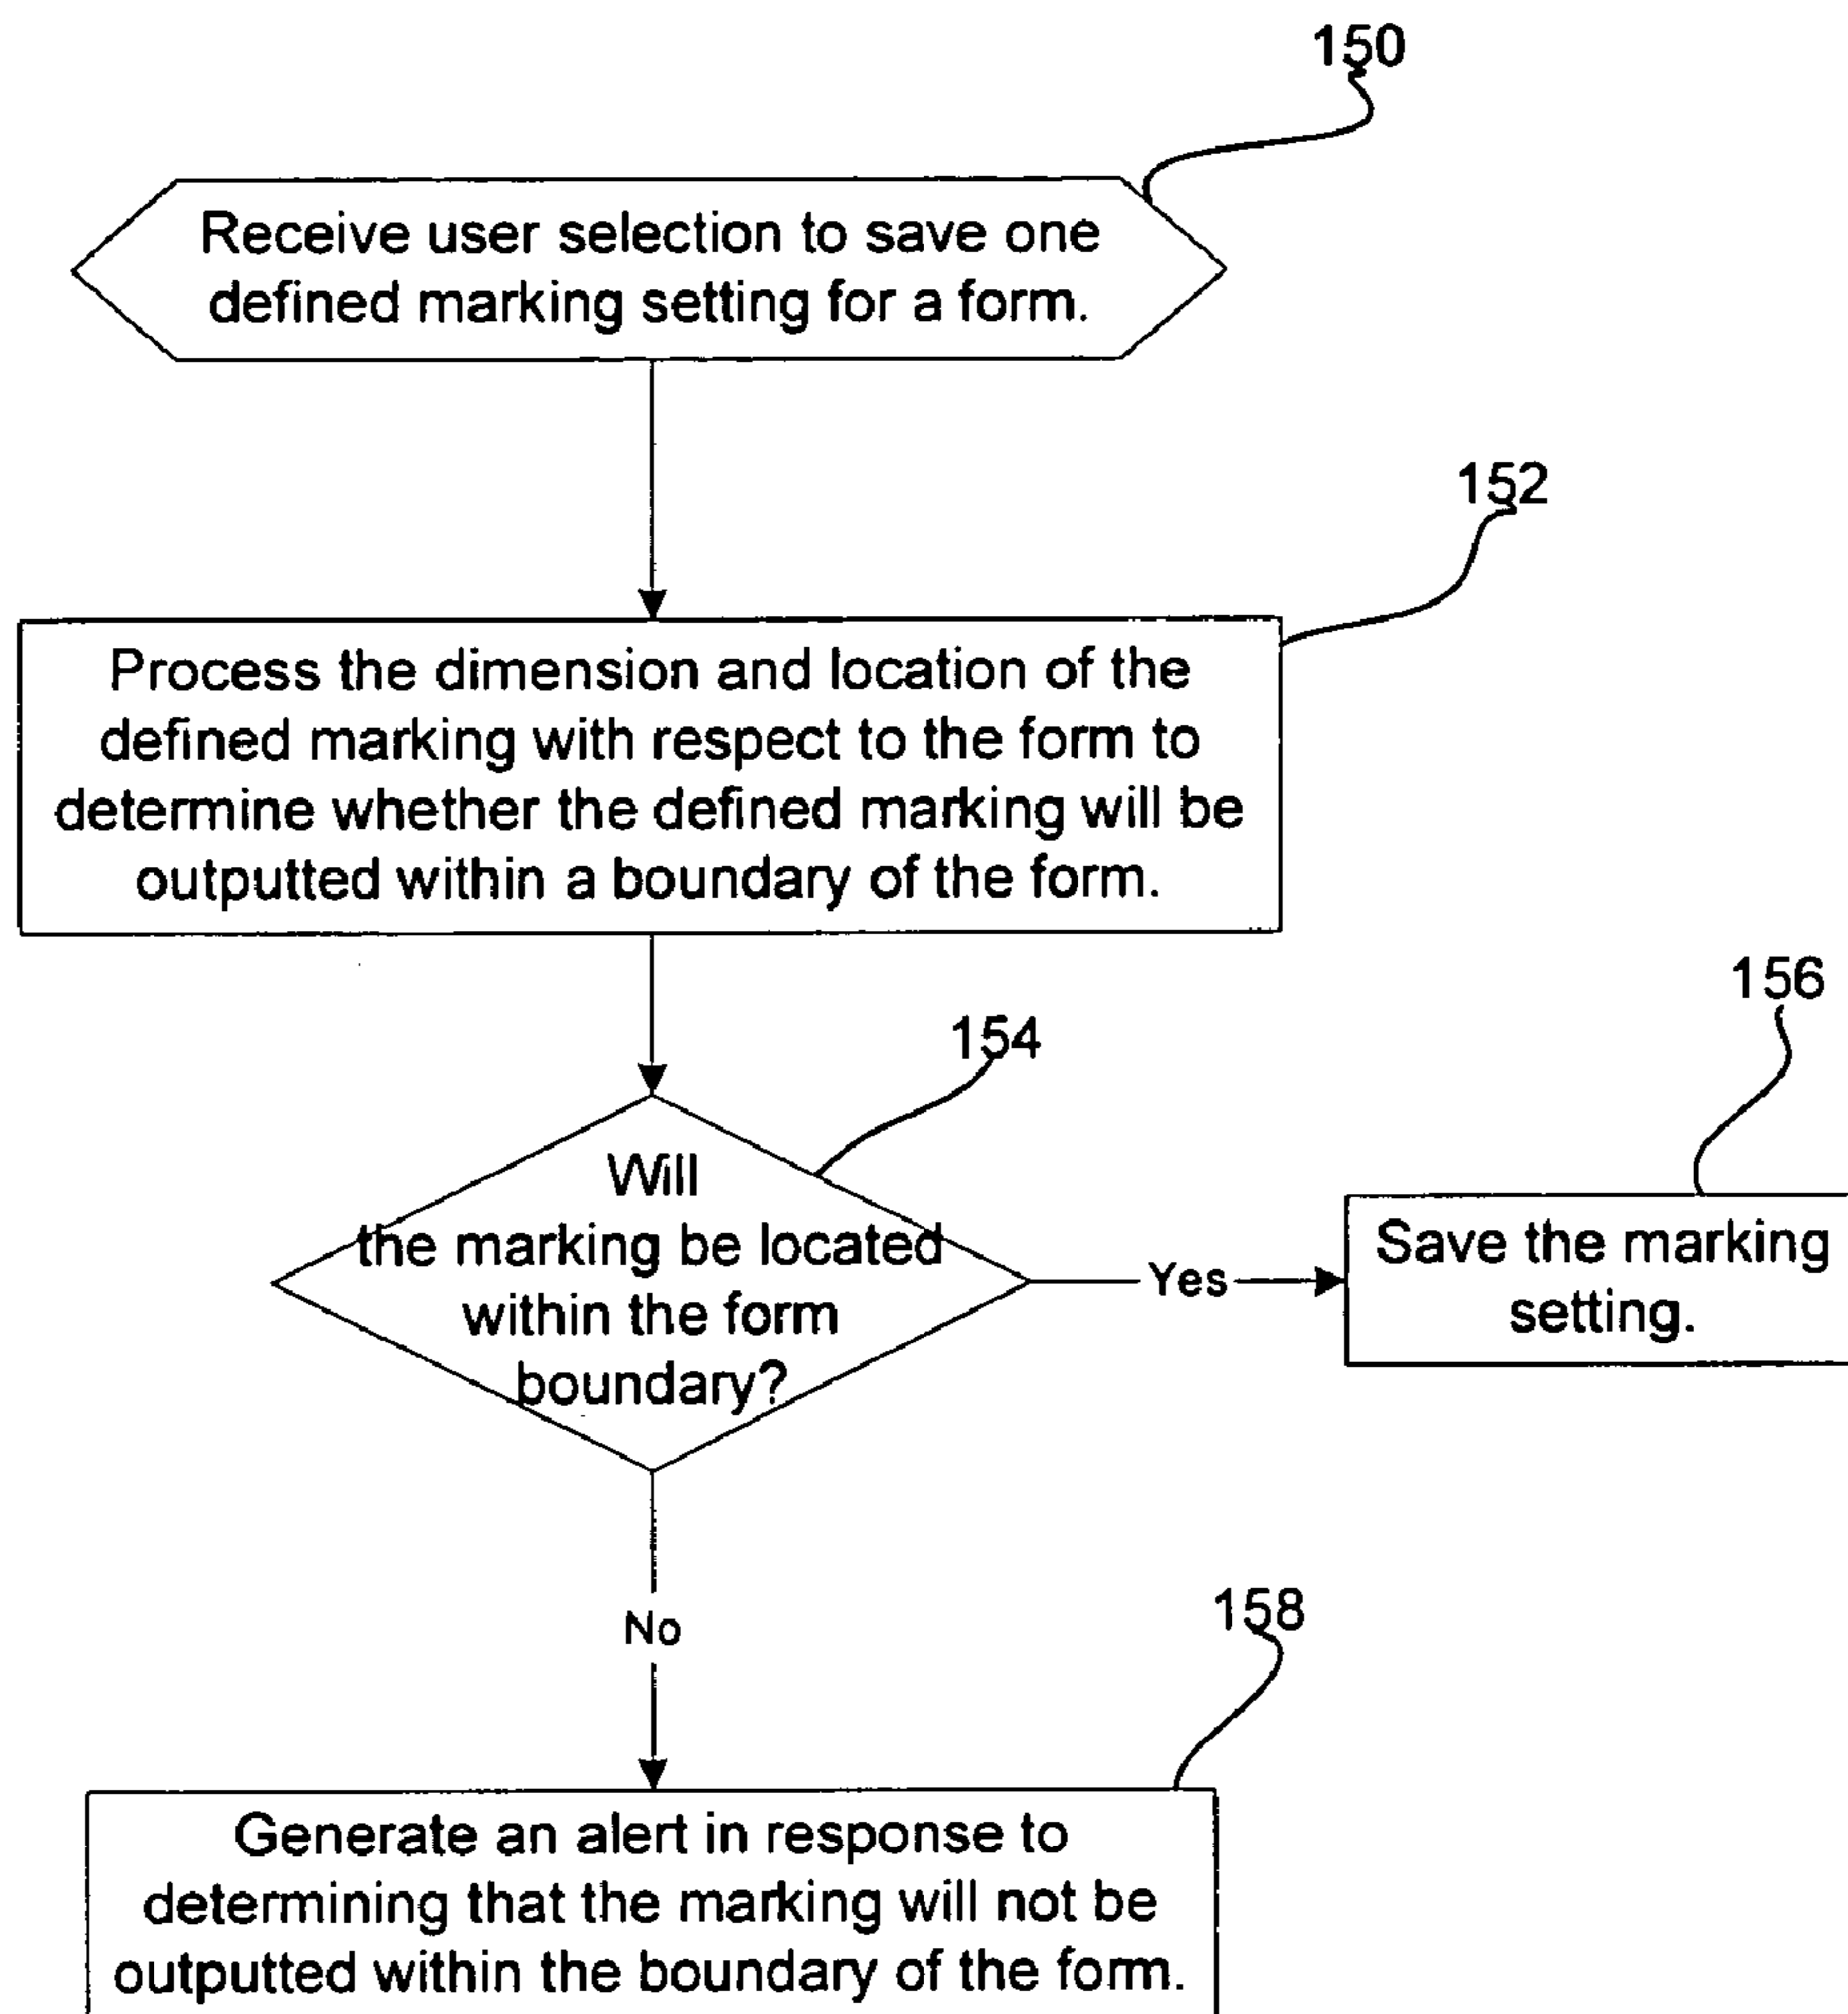 150
Receive user selection to save one
defined marking setting for a form.
152
Process the dimension and location of the
defined marking with respect to the form to
determine whether the defined marking will be
outputted within a boundary of the form.
154
Will
the marking be located
within the form
boundary?
Yes
156
Save the marking
setting.
No
158
Generate an alert in response to
determining that the marking will not be
outputted within the boundary of the form.